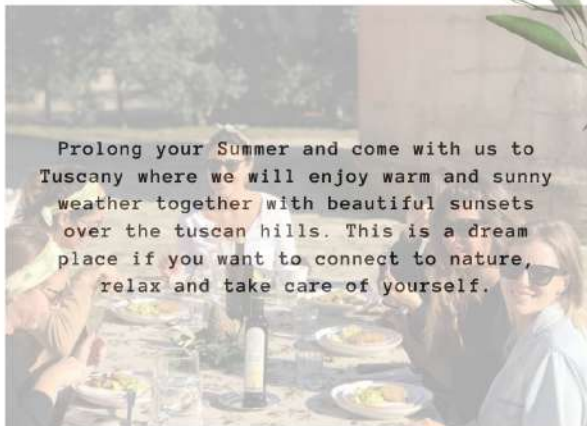 Prolong your Summer and come with us to
Tuscany where we will enjoy warm and sunny
weather together with beautiful sunsets
over the tuscan hills. This is a dream
place if you want to connect to nature,
relax and take care of yourself.